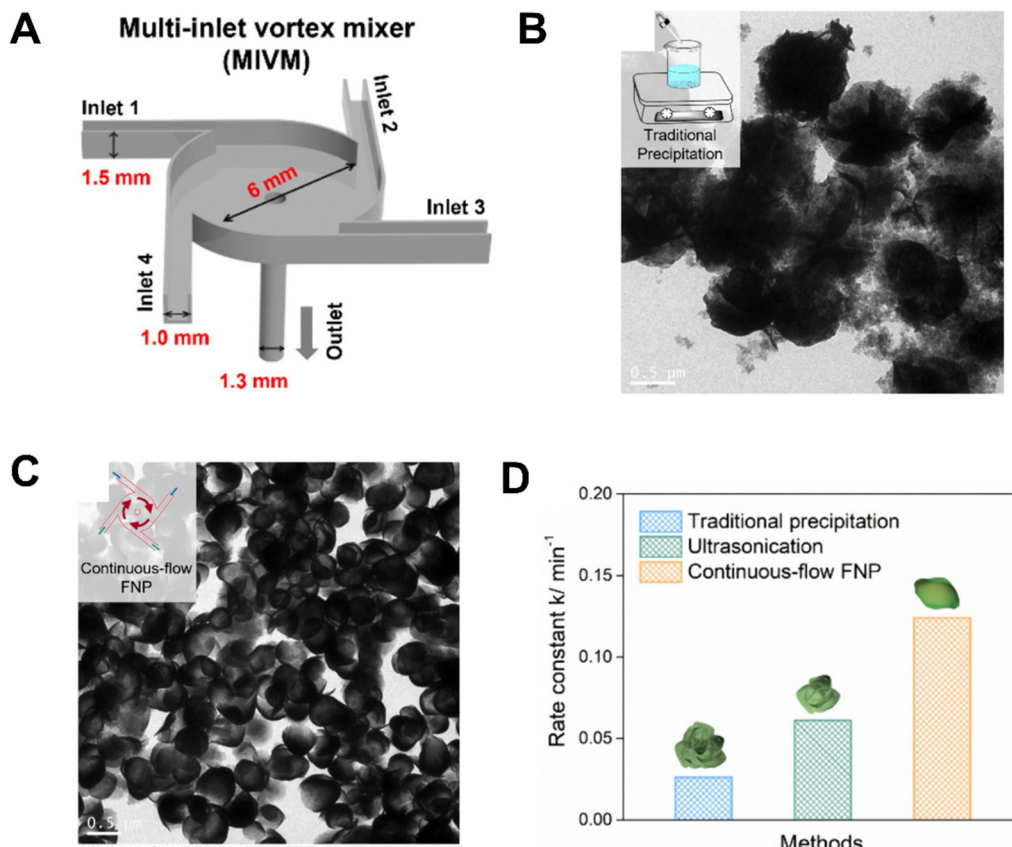 A
Multi-inlet vortex mixer
(MIVM)
Inlet 1
Inlet 2
1.5 mm
6 mm
Inlet 3
Inlet 4
Outlet
1.0 mm
1.3 mm
B
Traditional
Precipitation
0.5 µm
C
Continuous-flow
FNP
0.5 µm
D
0.20
0.15
0.10
0.05
0.00
Rate constant k/ min⁻¹
Traditional precipitation
Ultrasonication
Continuous-flow FNP
Methods